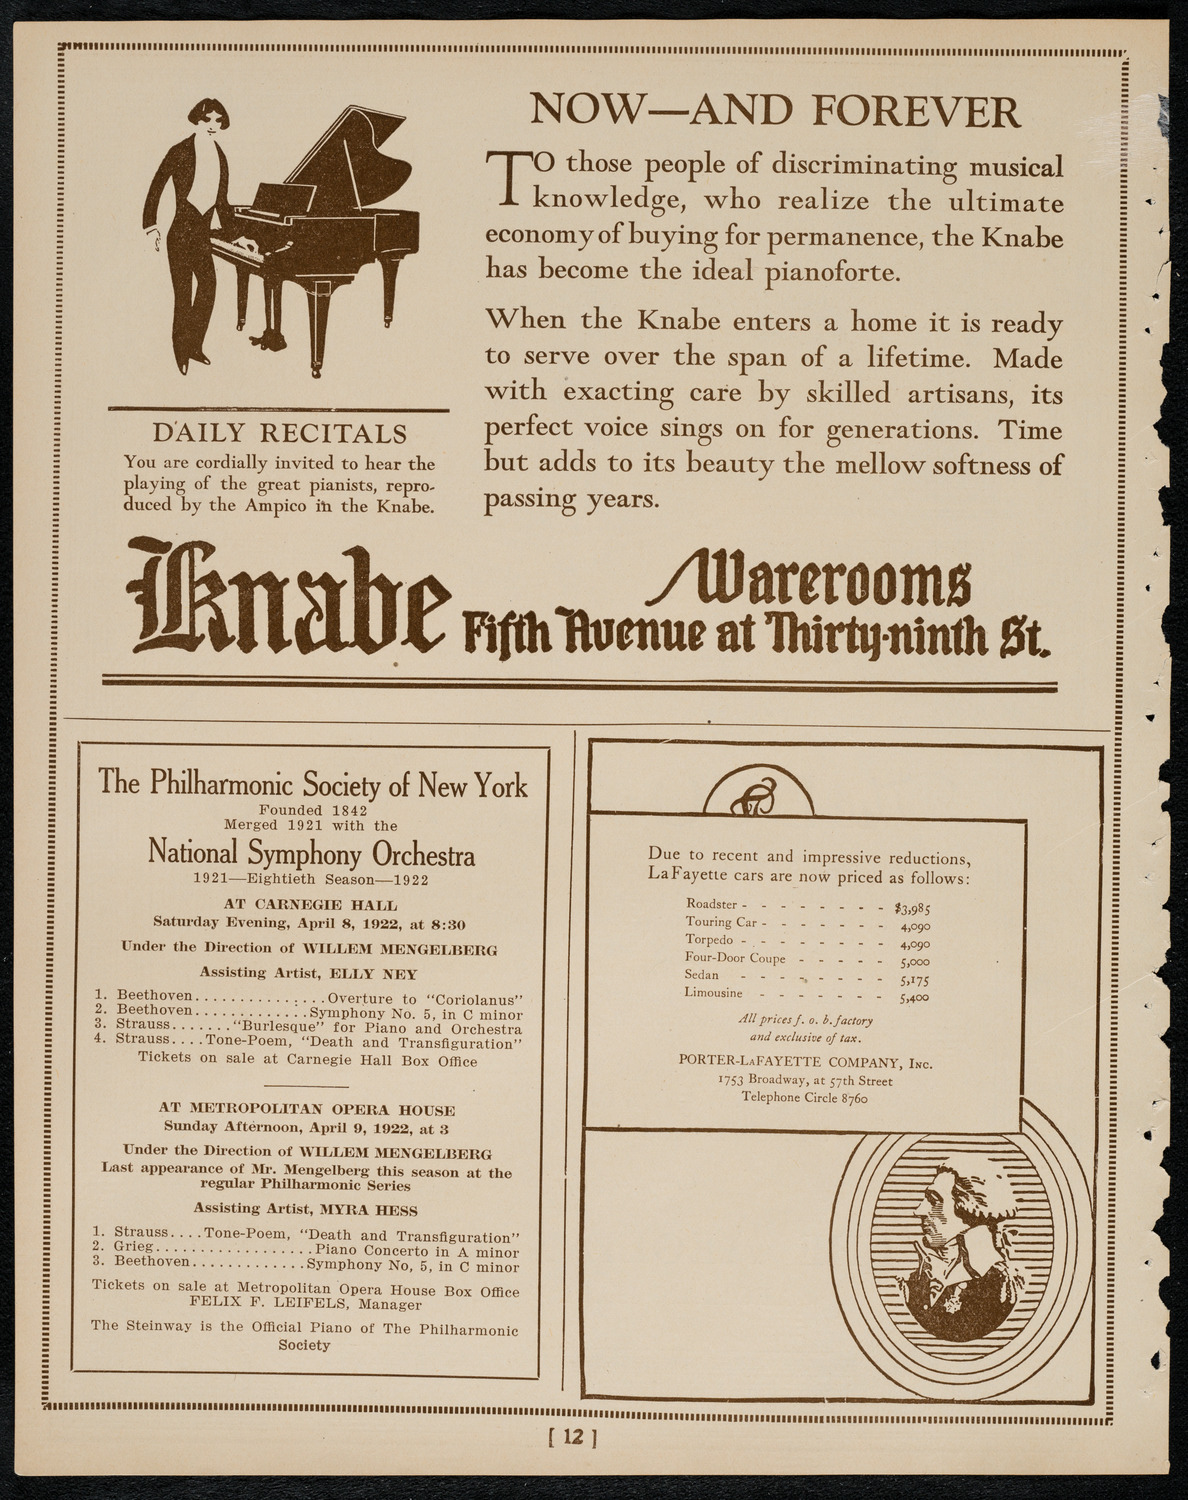 NOW—AND FOREVER
TO those people of discriminating musical
knowledge, who realize the ultimate
economy of buying for permanence, the Knabe
has become the ideal pianoforte.
When the Knabe enters a home it is ready
to serve over the span of a lifetime. Made
with exacting care by skilled artisans, its
perfect voice sings on for generations. Time
but adds to its beauty the mellow softness of
passing years.
DAILY RECITALS
You are cordially invited to hear the
playing of the great pianists, repro-
duced by the Ampico in the Knabe.
Knabe
Warerooms
Fifth Avenue at Thirty-ninth St.
The Philharmonic Society of New York
Founded 1842
Merged 1921 with the
National Symphony Orchestra
1921—Eightieth Season—1922
AT CARNEGIE HALL
Saturday Evening, April 8, 1922, at 8:30
Under the Direction of WILLEM MENGELBERG
Assisting Artist, ELLY NEY
1. Beethoven................Overture to "Coriolanus"
2. Beethoven.............Symphony No. 5, in C minor
3. Strauss......."Burlesque" for Piano and Orchestra
4. Strauss....Tone-Poem, "Death and Transfiguration"
Tickets on sale at Carnegie Hall Box Office
AT METROPOLITAN OPERA HOUSE
Sunday Afternoon, April 9, 1922, at 3
Under the Direction of WILLEM MENGELBERG
Last appearance of Mr. Mengelberg this season at the
regular Philharmonic Series
Assisting Artist, MYRA HESS
1. Strauss....Tone-Poem, "Death and Transfiguration"
2. Grieg..................Piano Concerto in A minor
3. Beethoven.............Symphony No, 5, in C minor
Tickets on sale at Metropolitan Opera House Box Office
FELIX F. LEIFELS, Manager
The Steinway is the Official Piano of The Philharmonic
Society
Due to recent and impressive reductions,
LaFayette cars are now priced as follows:
Roadster - - - - - - - - $3,985
Touring Car - - - - - - - 4,090
Torpedo - - - - - - - - 4,090
Four-Door Coupe - - - - - 5,000
Sedan - - - - - - - - 5,175
Limousine - - - - - - - 5,400
All prices f. o. b. factory
and exclusive of tax.
PORTER-LAFAYETTE COMPANY, INC.
1753 Broadway, at 57th Street
Telephone Circle 8760
[ 12 ]